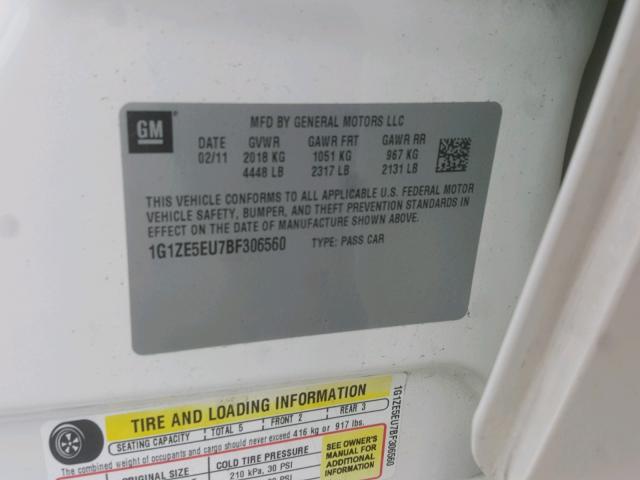 GM
MFD BY GENERAL MOTORS LLC
DATE GVWR GAWR FRT GAWR RR
02/11 2018 KG 1051 KG 967 KG
4448 LB 2317 LB 2131 LB
THIS VEHICLE CONFORMS TO ALL APPLICABLE U.S. FEDERAL MOTOR
VEHICLE SAFETY, BUMPER, AND THEFT PREVENTION STANDARDS IN
EFFECT ON THE DATE OF MANUFACTURE SHOWN ABOVE.
1G1ZE5EU7BF306560 TYPE: PASS CAR
TIRE AND LOADING INFORMATION
SEATING CAPACITY TOTAL 5 FRONT 2 REAR 3
The combined weight of occupants and cargo should never exceed 416 kg or 917 lbs.
ORIGINAL SIZE COLD TIRE PRESSURE
210 kPa, 30 PSI
SEE OWNER'S
MANUAL FOR
ADDITIONAL
INFORMATION
1G1ZE5EU7BF306560